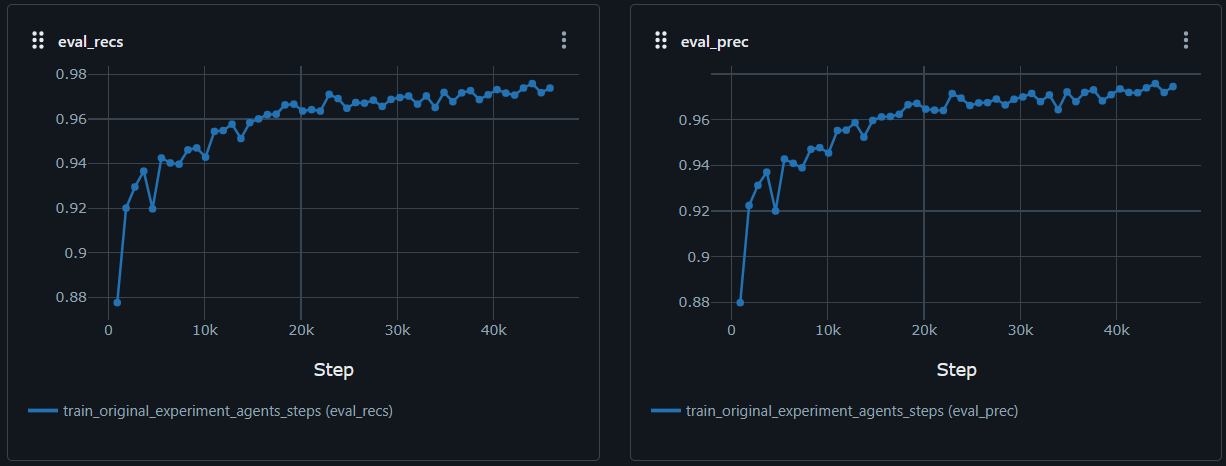 eval_recs
0.98
0.96
0.94
0.92
0.9
0.88
0
10k
20k
30k
40k
Step
train_original_experiment_agents_steps (eval_recs)
eval_prec
0.96
0.94
0.92
0.9
0.88
0
10k
20k
30k
40k
Step
train_original_experiment_agents_steps (eval_prec)